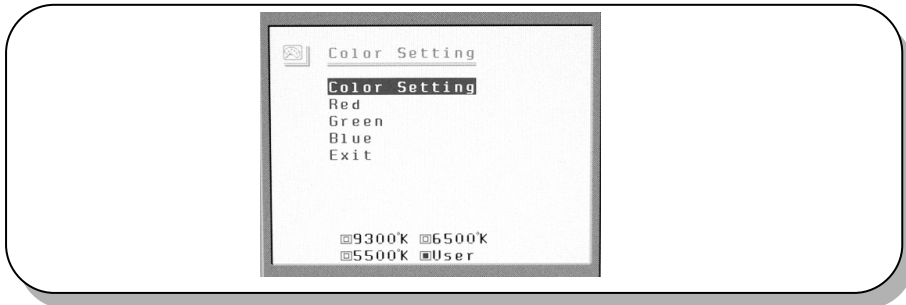 Color Setting
Color Setting
Red
Green
Blue
Exit
9300°K 6500°K
5500°K User